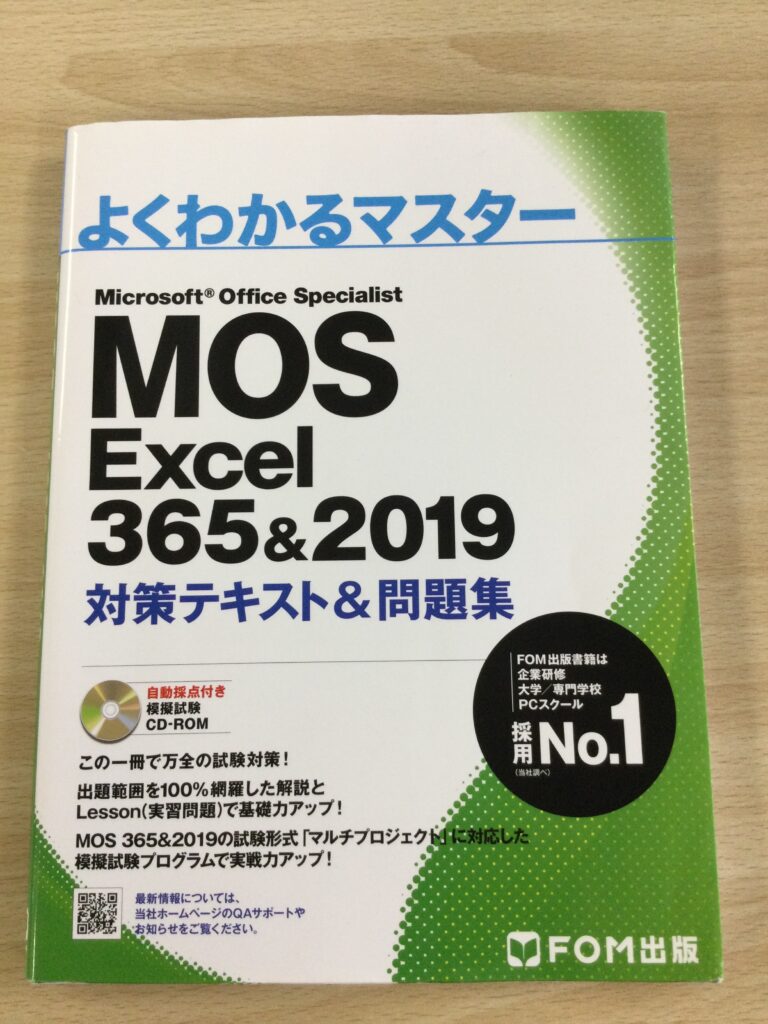 よくわかるマスター
Microsoft® Office Specialist
MOS
Excel
365&2019
対策テキスト&問題集
FOM出版書籍は
企業研修
大学/専門学校
PCスクール
採用 No.1
(当社調べ)
自動採点付き
模擬試験
CD-ROM
この一冊で万全の試験対策!
出題範囲を100%網羅した解説と
Lesson(実習問題)で基礎力アップ!
MOS 365&2019の試験形式「マルチプロジェクト」に対応した
模擬試験プログラムで実戦力アップ!
最新情報については、
当社ホームページのQAサポートや
お知らせをご覧ください。
FOM出版